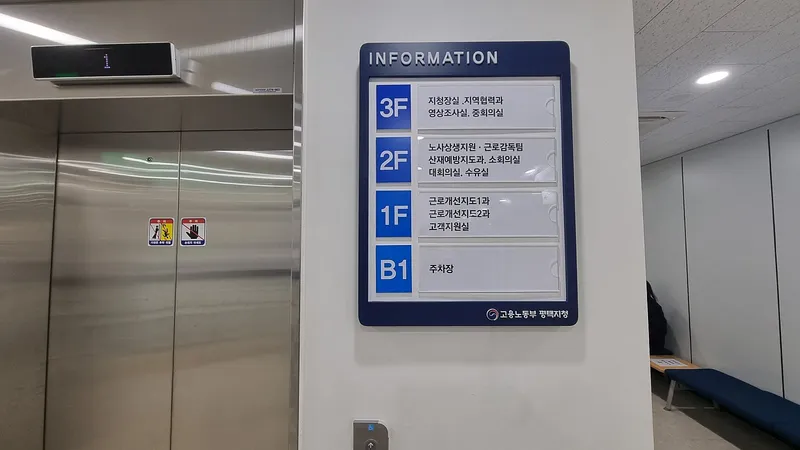 1
INFORMATION
3F
지청장실 .지역협력과
영상조사실, 중회의실
2F
노사상생지원 · 근로감독팀
산재예방지도과, 소회의실
대회의실, 수유실
1F
근로개선지도1과
근로개선지도2과
고객지원실
B1
주차장
고용노동부 평택지청